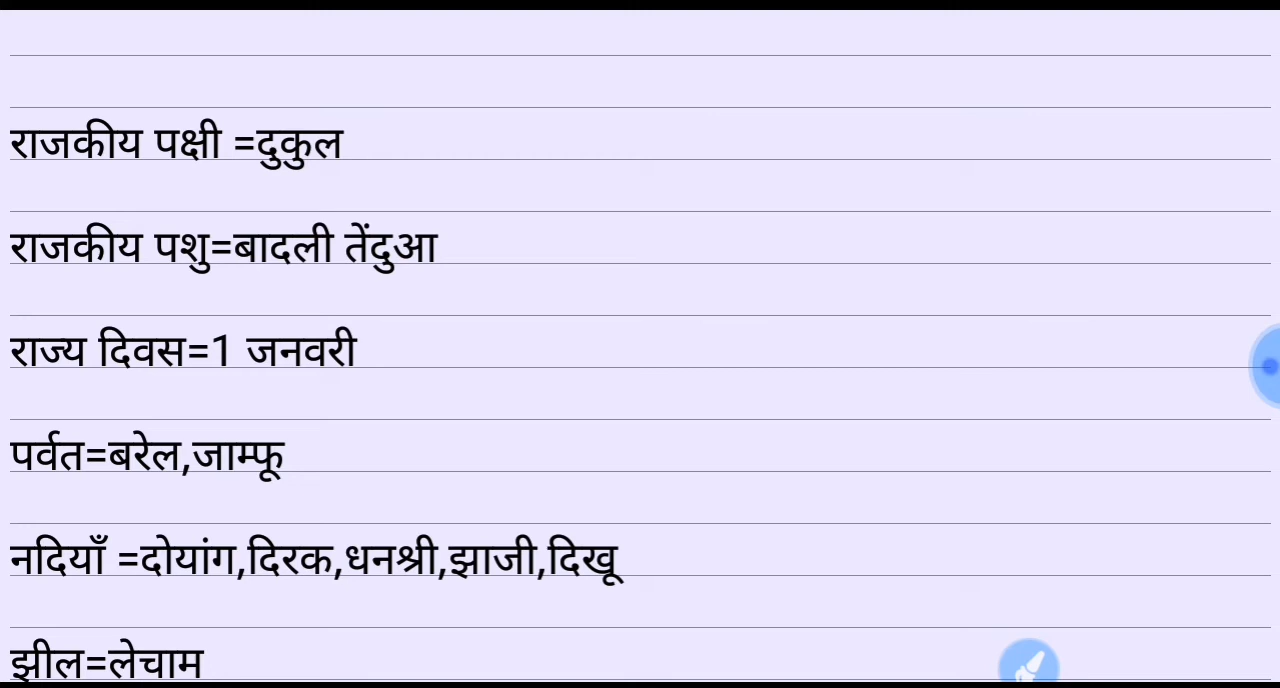 राजकीय पक्षी =दुकुल
राजकीय पशु=बादली तेंदुआ
राज्य दिवस=1 जनवरी
पर्वत=बरेल,जाम्फू
नदियाँ =दोयांग,दिरक,धनश्री,झाजी,दिखू
झील=लेचाम